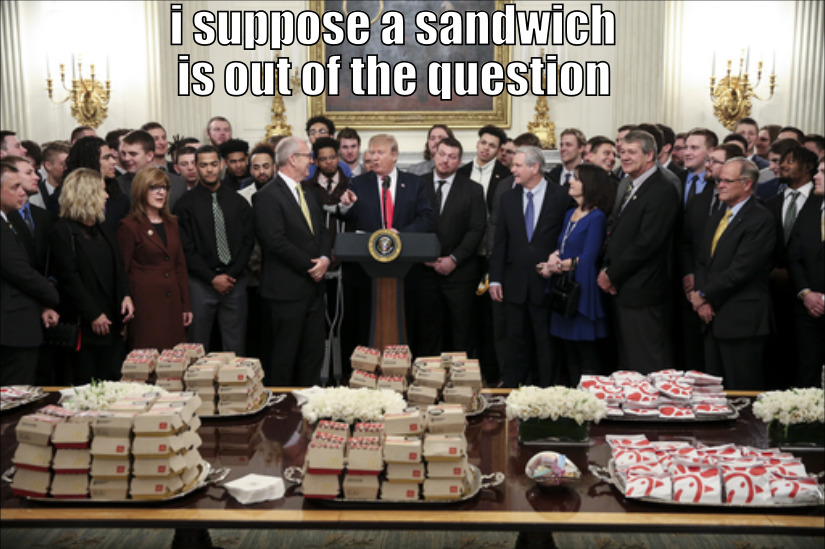 i suppose a sandwich
is out of the question